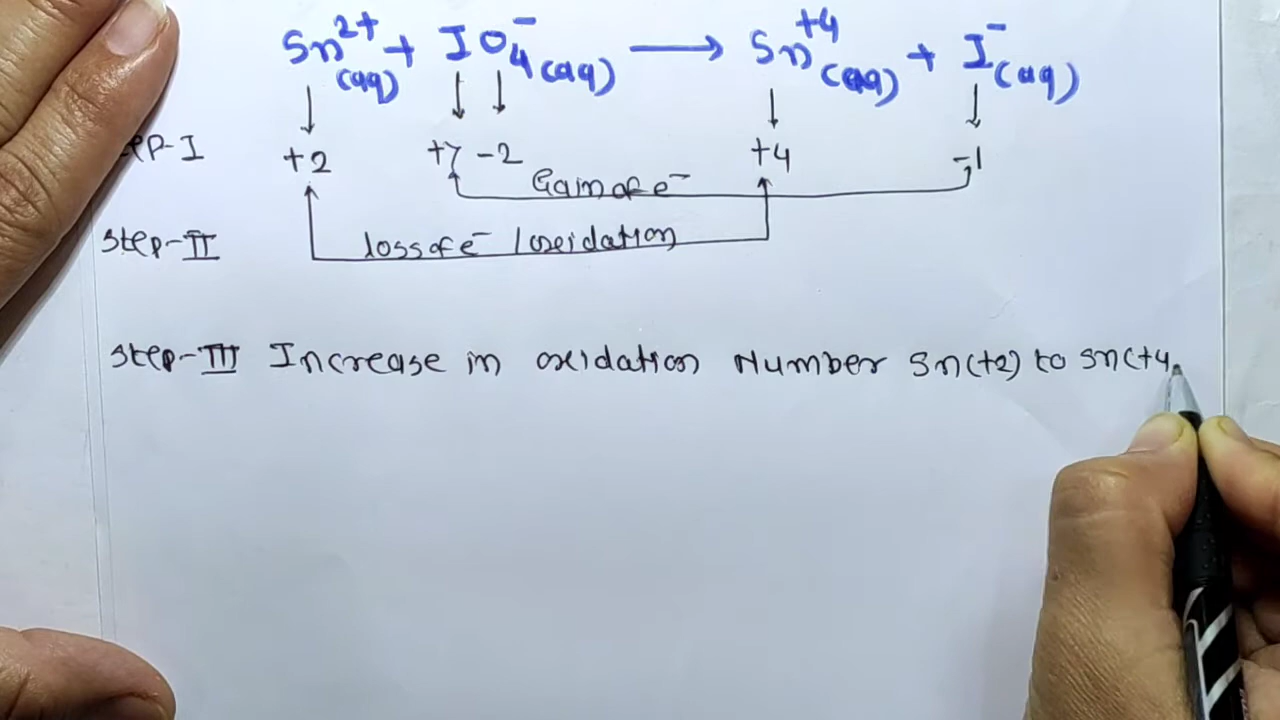 Sn²⁺(aq) + IO₄⁻(aq) ⟶ Sn⁺⁴(aq) + I⁻(aq)
ep-I +2 +7 -2 +4 -1
Gain of e⁻
Step-II loss of e⁻ / oxidation
Step-III Increase in oxidation Number Sn(+2) to Sn(+4